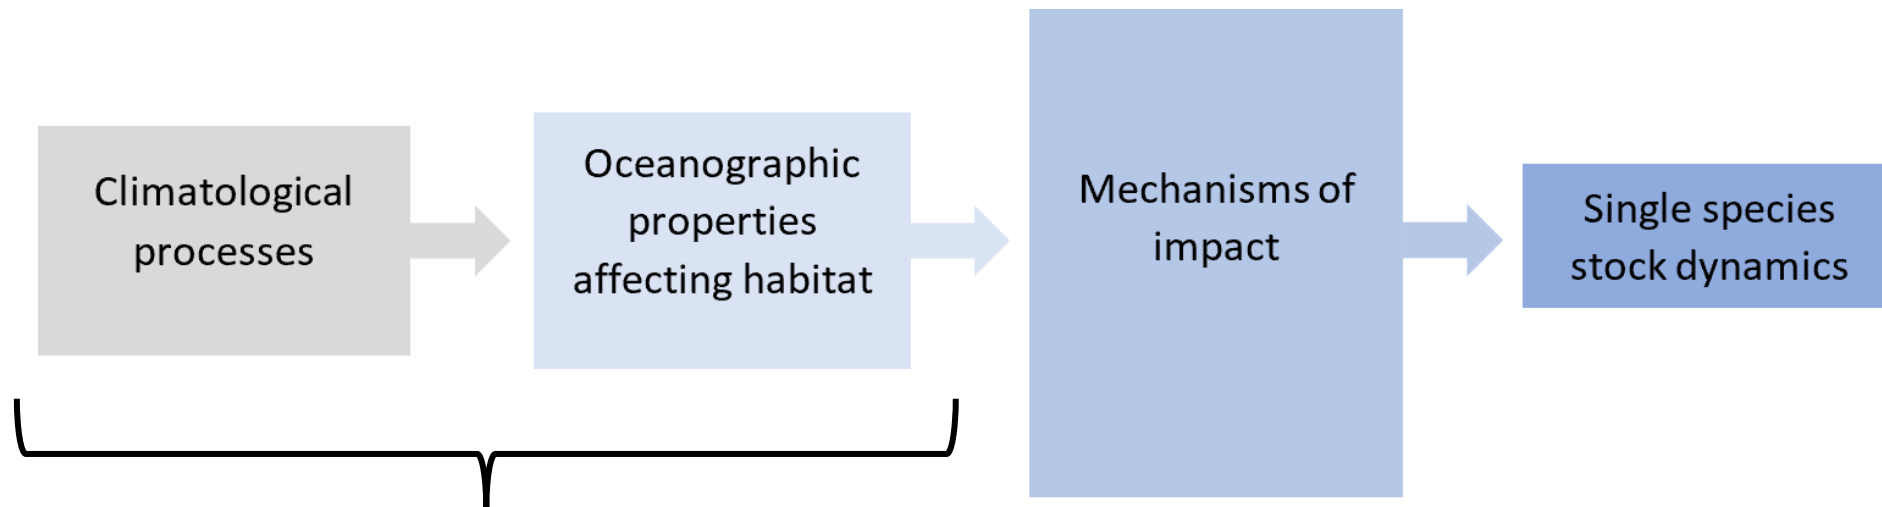 Climatological
processes
Oceanographic
properties
affecting habitat
Mechanisms of
impact
Single species
stock dynamics